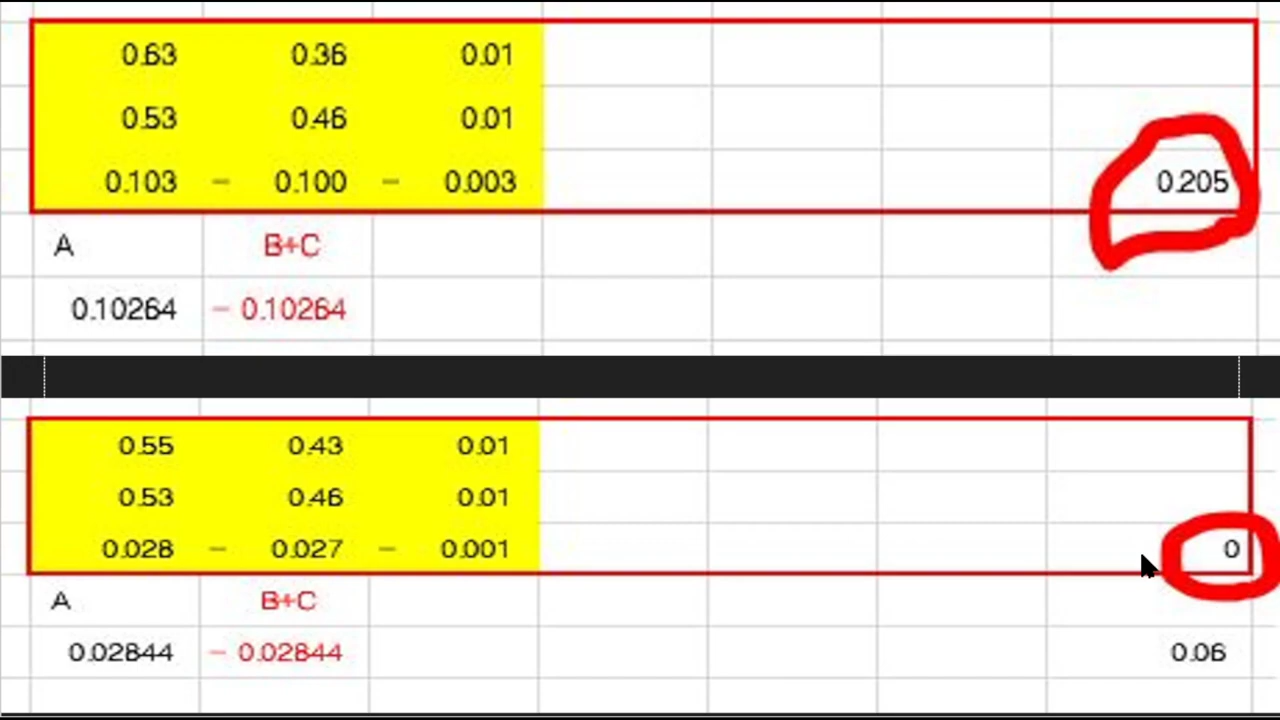 0.63 0.36 0.01
0.53 0.46 0.01
0.103 - 0.100 - 0.003 0.205
A B+C
0.10264 - 0.10264
0.55 0.43 0.01
0.53 0.46 0.01
0.028 - 0.027 - 0.001 0
A B+C
0.02844 - 0.02844 0.06